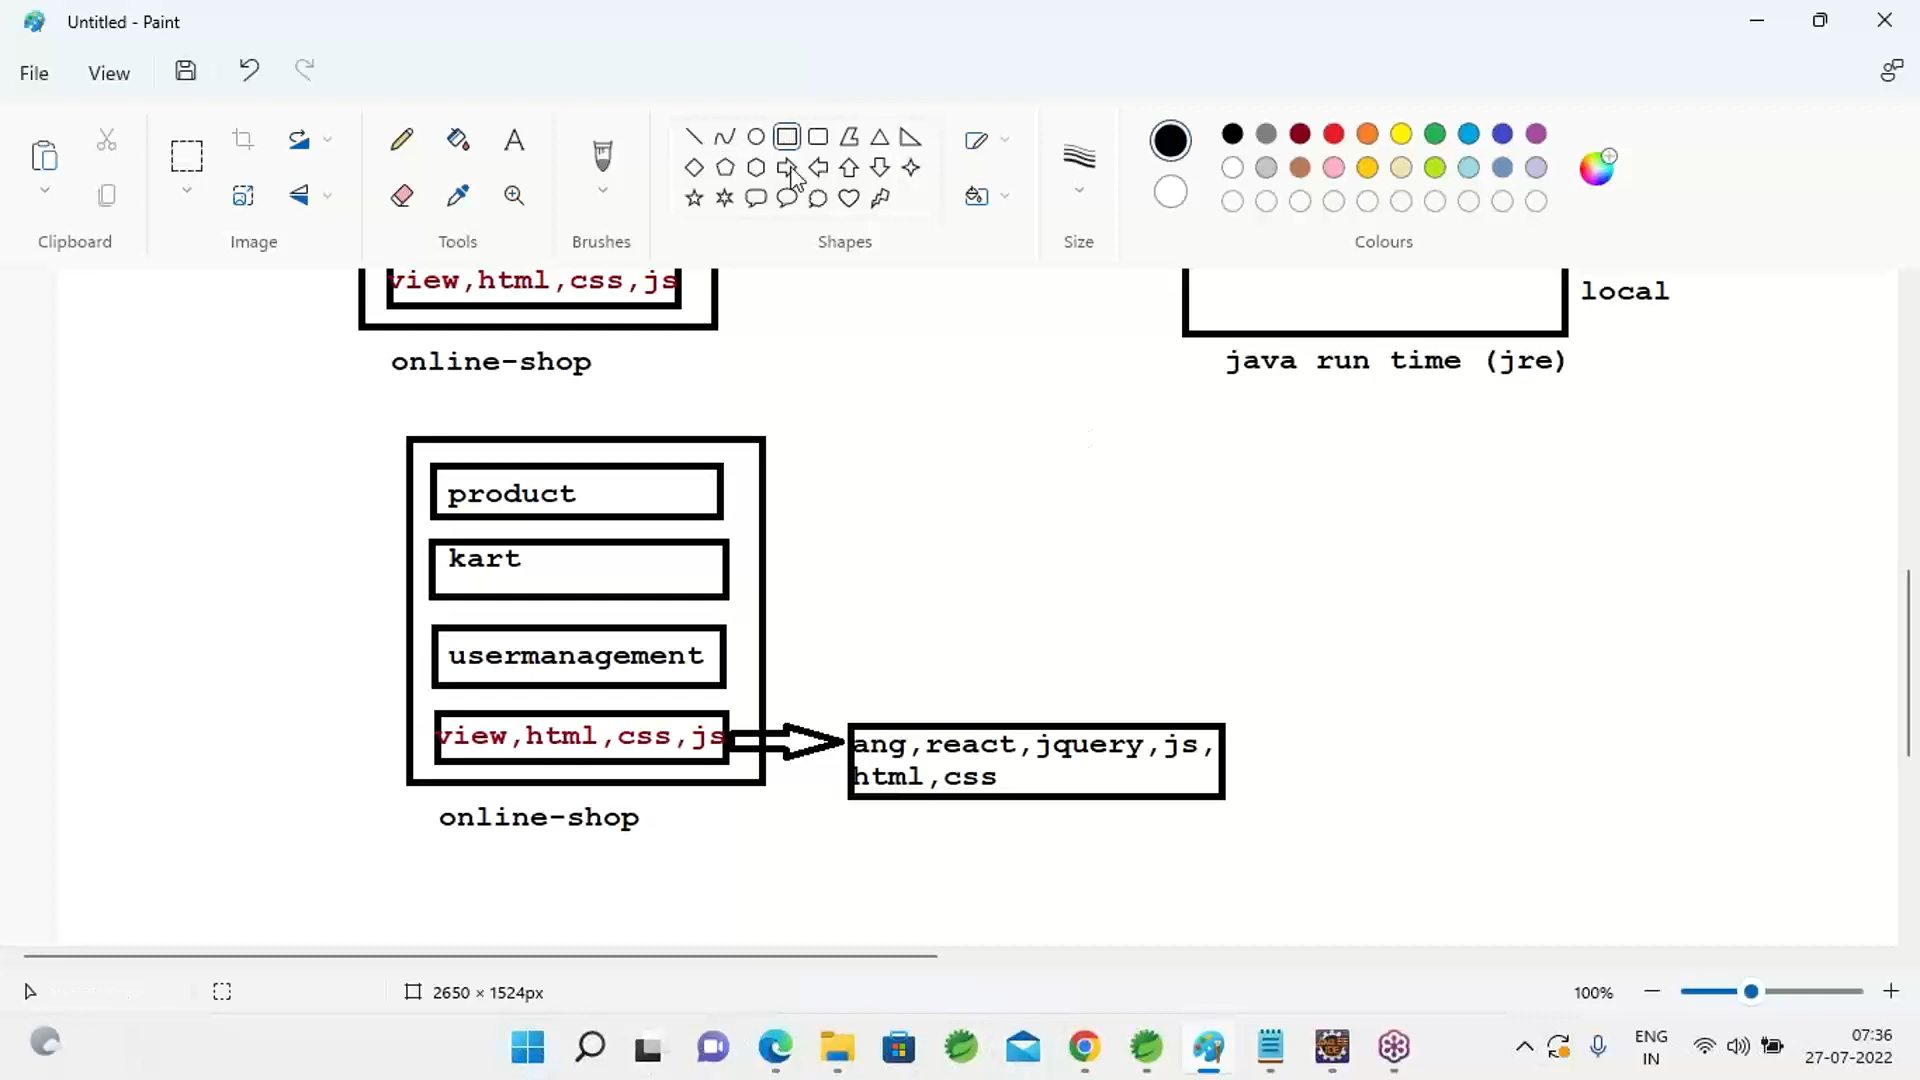 Untitled - Paint
File View
Clipboard
Image
Tools
Brushes
Shapes
Size
Colours
view,html,css,js
local
online-shop
java run time (jre)
product
kart
usermanagement
view,html,css,js
ang,react,jquery,js,
html,css
online-shop
2650 × 1524px
100%
ENG
IN
07:36
27-07-2022